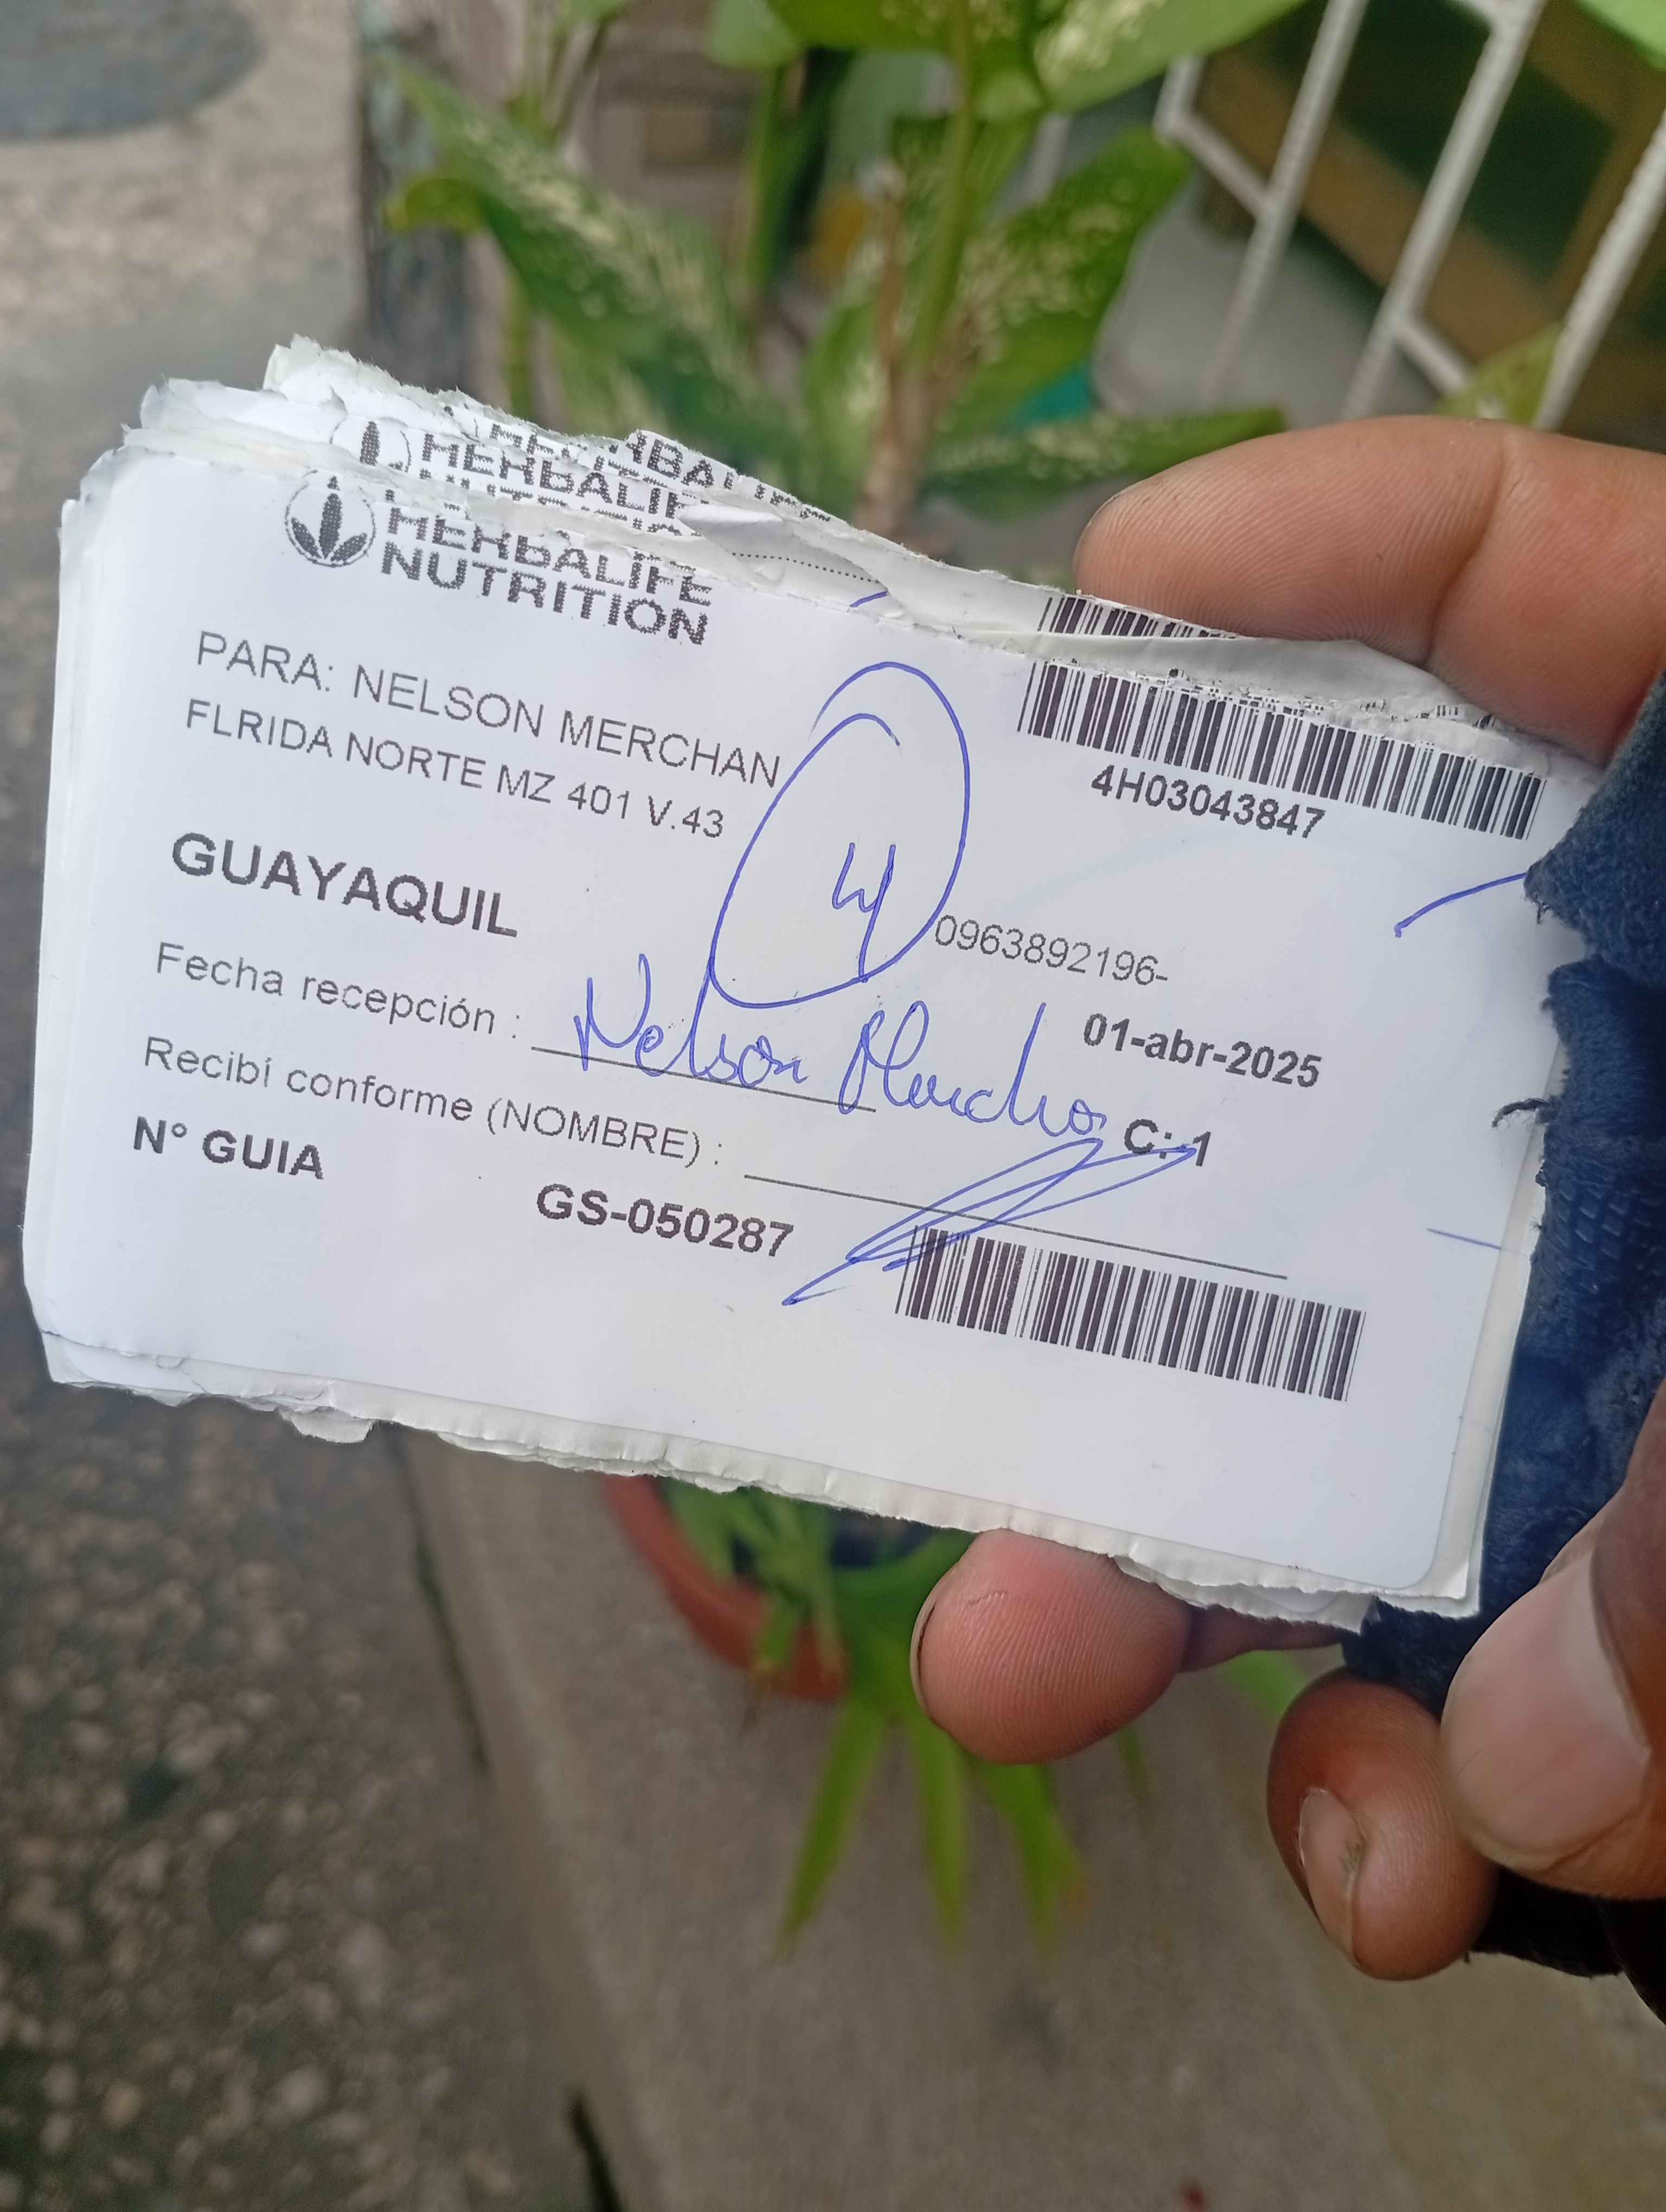 HERBALIFE
HERBALIFE
NUTRITION
PARA: NELSON MERCHAN
FLRIDA NORTE MZ 401 V.43
4H03043847
GUAYAQUIL
4
0963892196-
Fecha recepción :
01-abr-2025
Nelson
Recibí conforme (NOMBRE) :
C: 1
N° GUIA
GS-050287